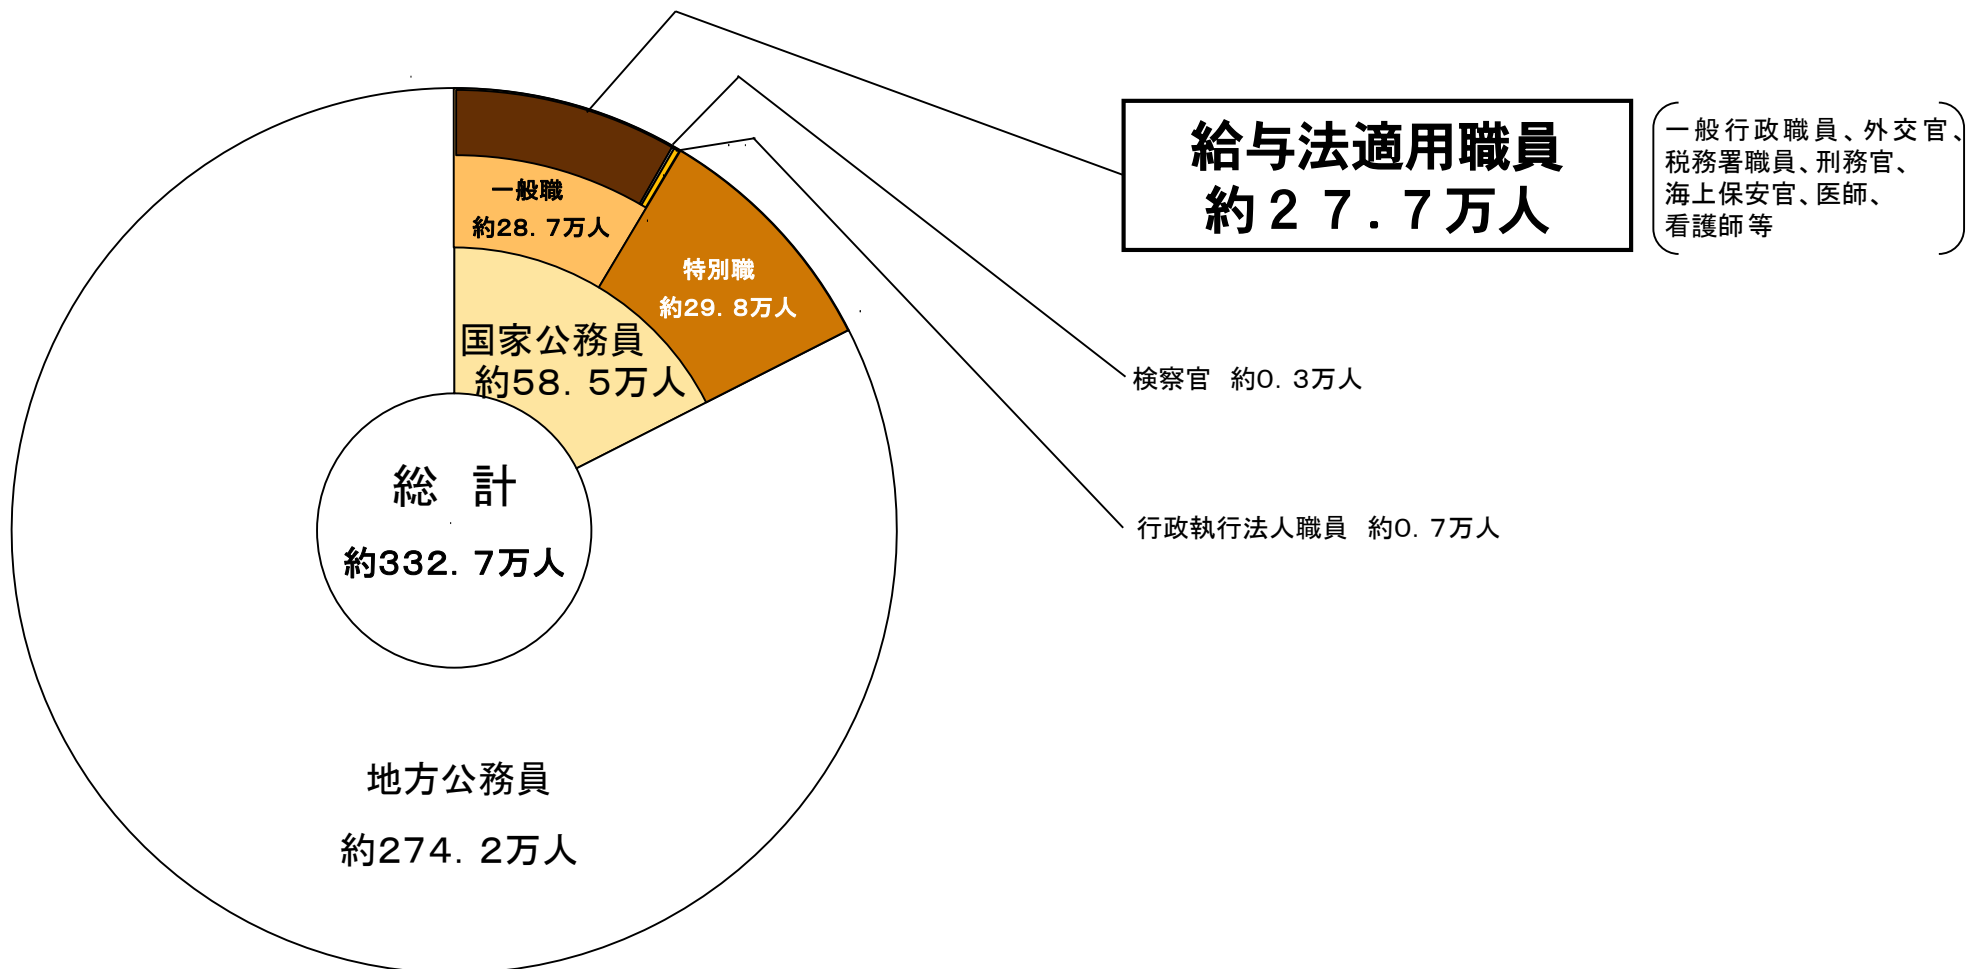 給与法適用職員
約２７.７万人
一般行政職員、外交官、
税務署職員、刑務官、
海上保安官、医師、
看護師等
一般職
約28．7万人
特別職
約29．8万人
国家公務員
約58．5万人
検察官　約0．3万人
総　計
約332．7万人
行政執行法人職員　約0．7万人
地方公務員
約274．2万人